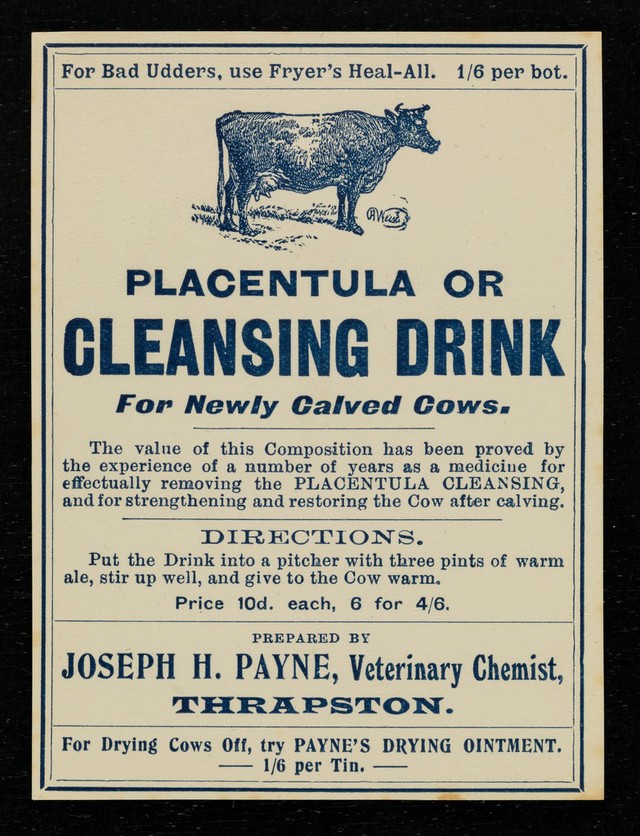 For Bad Udders, use Fryer's Heal-All. 1/6 per bot.
PLACENTULA OR
CLEANSING DRINK
For Newly Calved Cows.
The value of this Composition has been proved by
the experience of a number of years as a medicine for
effectually removing the PLACENTULA CLEANSING,
and for strengthening and restoring the Cow after calving.
DIRECTIONS.
Put the Drink into a pitcher with three pints of warm
ale, stir up well, and give to the Cow warm.
Price 10d. each, 6 for 4/6.
PREPARED BY
JOSEPH H. PAYNE, Veterinary Chemist,
THRAPSTON.
For Drying Cows Off, try PAYNE'S DRYING OINTMENT.
1/6 per Tin.